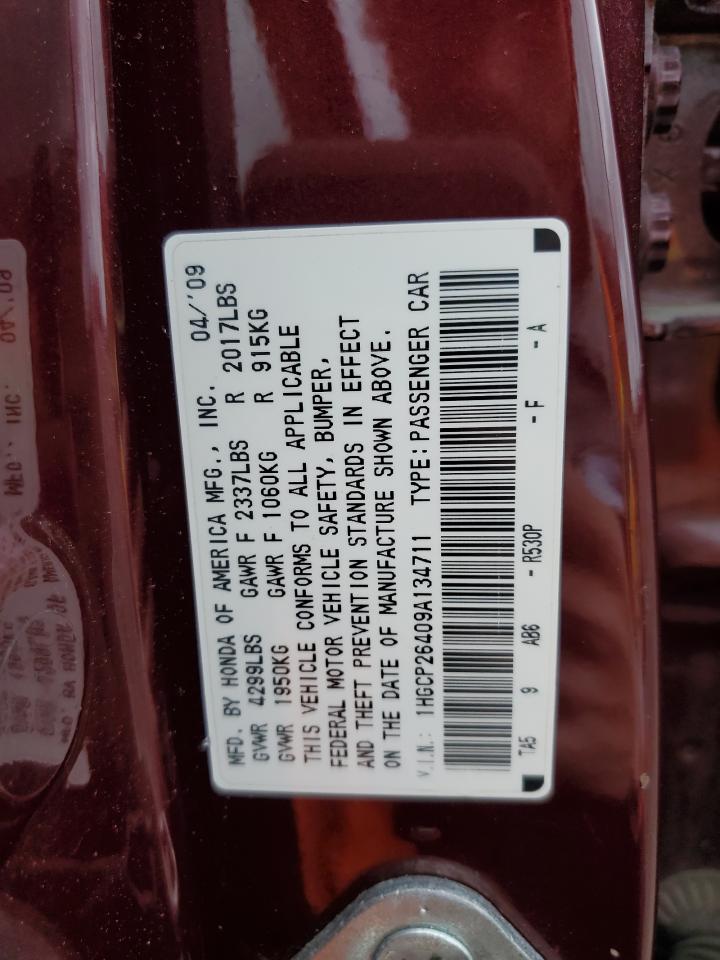 MFD. BY HONDA OF AMERICA MFG., INC. 04/'09
GVWR 4299LBS GAWR F 2337LBS R 2017LBS
GVWR 1950KG GAWR F 1060KG R 915KG
THIS VEHICLE CONFORMS TO ALL APPLICABLE
FEDERAL MOTOR VEHICLE SAFETY, BUMPER,
AND THEFT PREVENTION STANDARDS IN EFFECT
ON THE DATE OF MANUFACTURE SHOWN ABOVE.
V.I.N.: 1HGCP26409A134711 TYPE: PASSENGER CAR
TA5 9 AB6 - R530P - F - A